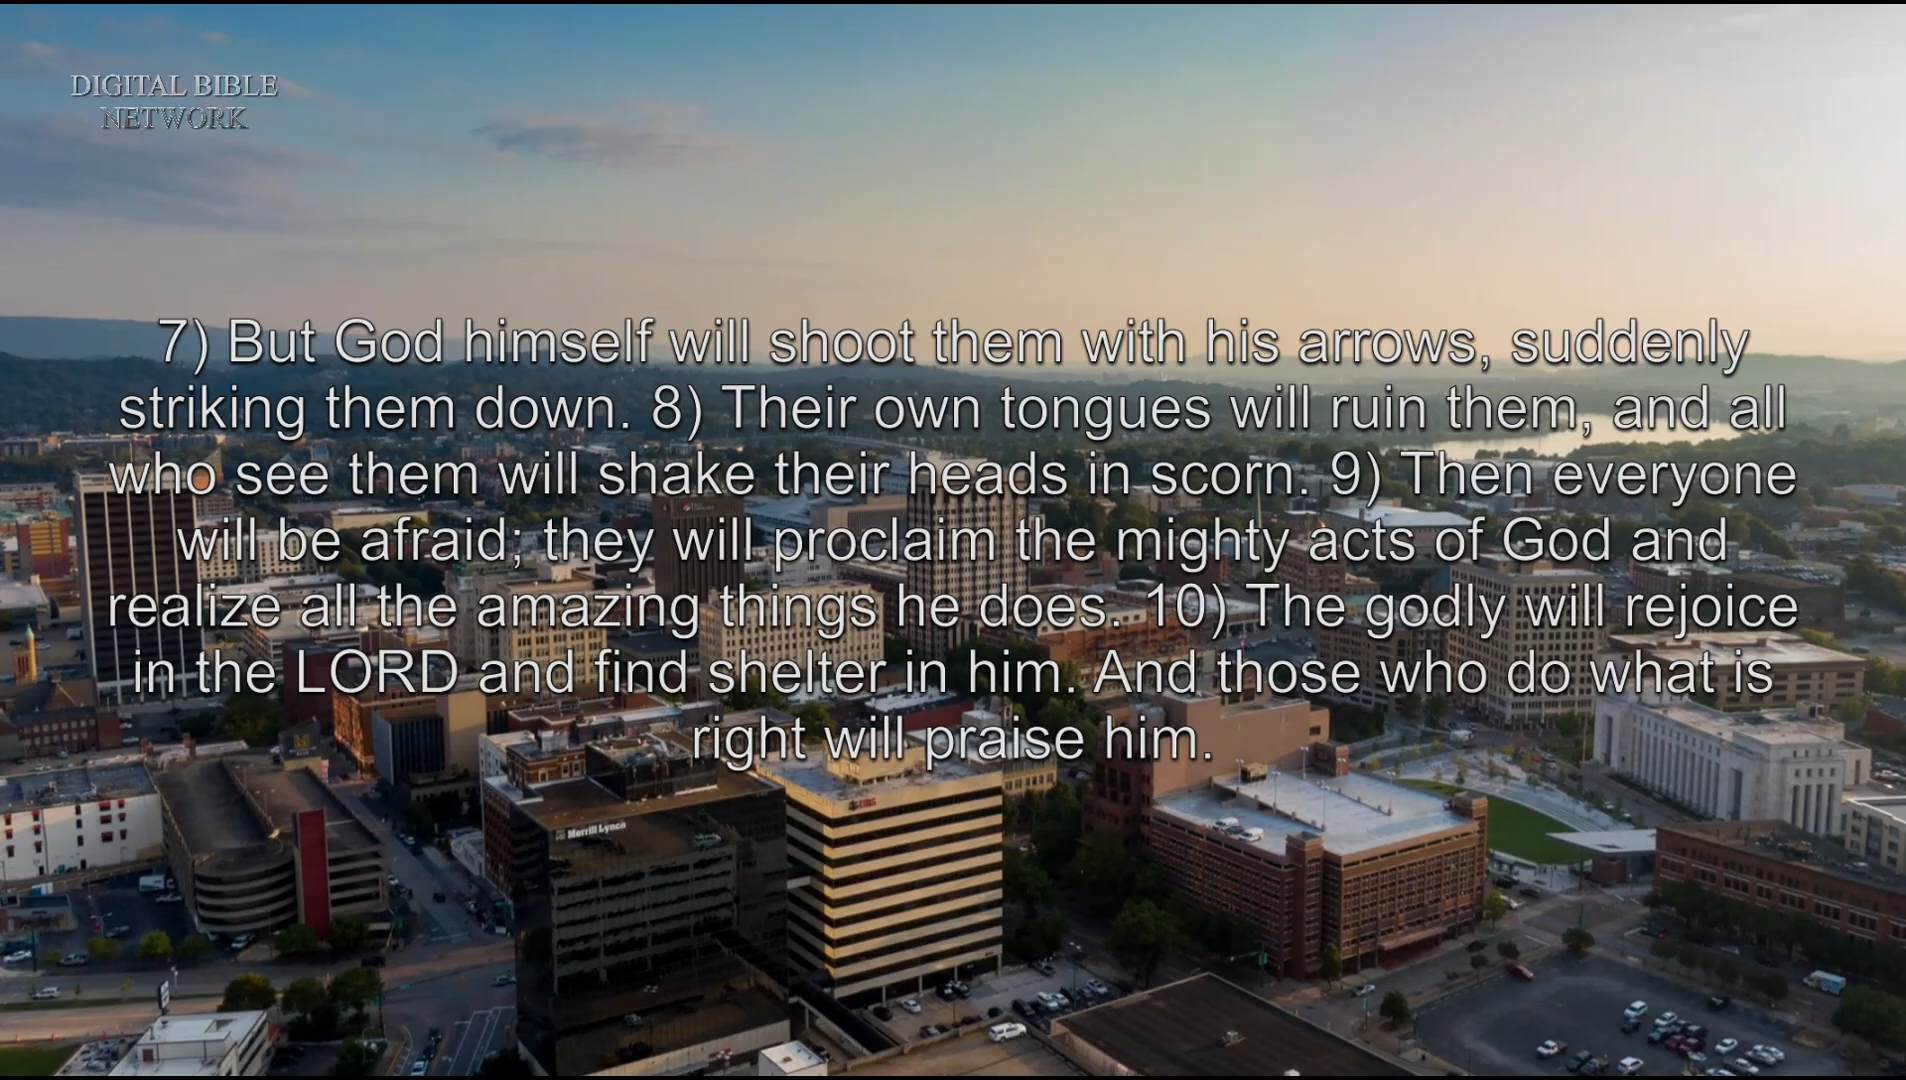 DIGITAL BIBLE
NETWORK
7) But God himself will shoot them with his arrows, suddenly
striking them down. 8) Their own tongues will ruin them, and all
who see them will shake their heads in scorn. 9) Then everyone
will be afraid; they will proclaim the mighty acts of God and
realize all the amazing things he does. 10) The godly will rejoice
in the LORD and find shelter in him. And those who do what is
right will praise him.
Merrill Lynch
UBS